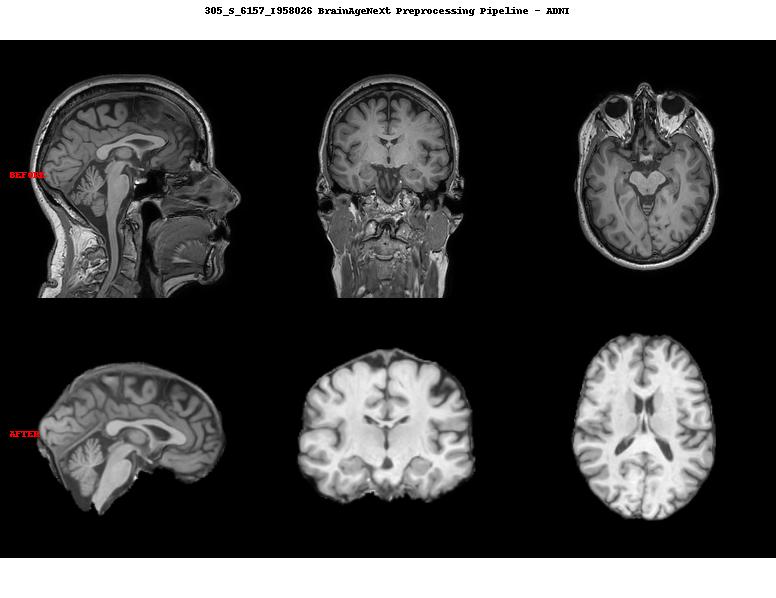 305_S_6157_I958026 BrainAgeNeXt Preprocessing Pipeline - ADNI
BEFORE
AFTER